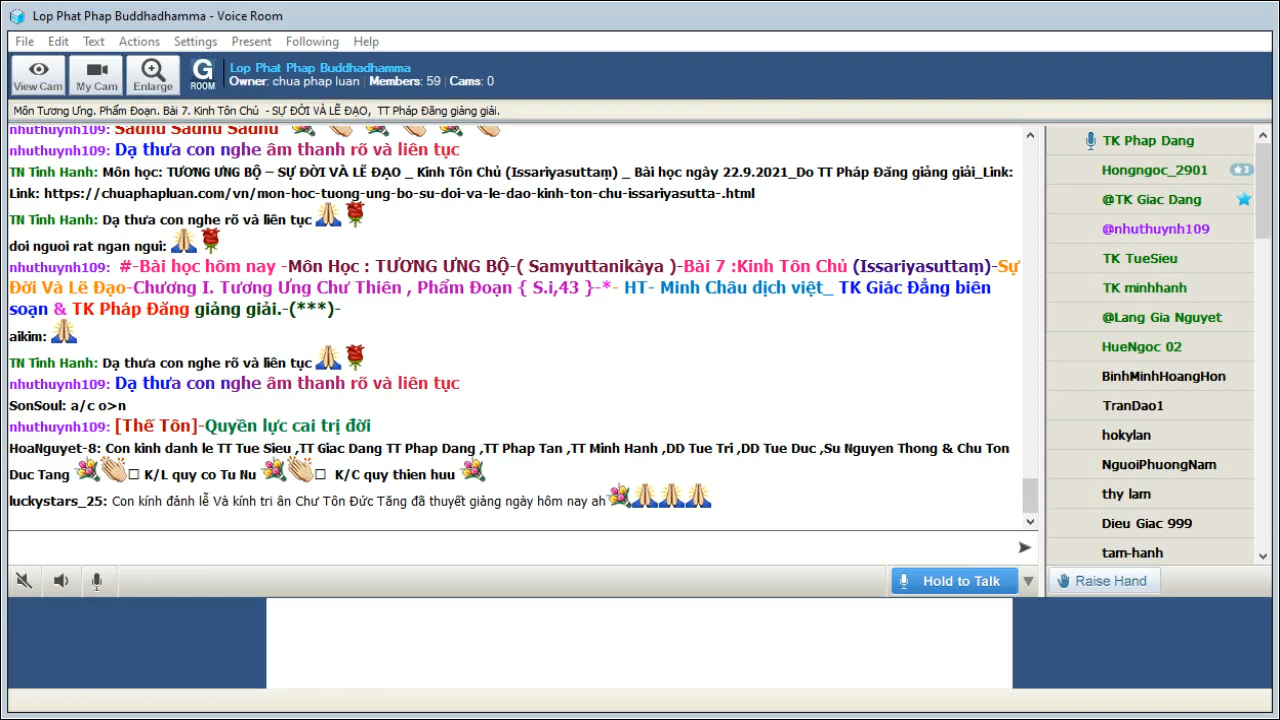 Lop Phat Phap Buddhadhamma - Voice Room
File Edit Text Actions Settings Present Following Help
View Cam My Cam Enlarge G ROOM
Lop Phat Phap Buddhadhamma
Owner: chua phap luan | Members: 59 | Cams: 0
Môn Tương Ưng. Phẩm Đoạn. Bài 7. Kinh Tôn Chủ - SỰ ĐỜI VÀ LẼ ĐẠO, TT Pháp Đăng giảng giải.
nhuthuynh109: Sadhu Sadhu Sadhu
nhuthuynh109: Dạ thưa con nghe âm thanh rõ và liên tục
TN Tinh Hanh: Môn học: TƯƠNG ƯNG BỘ – SỰ ĐỜI VÀ LẼ ĐẠO _ Kinh Tôn Chủ (Issariyasuttaṃ) _ Bài học ngày 22.9.2021_Do TT Pháp Đăng giảng giải_Link:
Link: https://chuaphapluan.com/vn/mon-hoc-tuong-ung-bo-su-doi-va-le-dao-kinh-ton-chu-issariyasutta-.html
TN Tinh Hanh: Dạ thưa con nghe rõ và liên tục
doi nguoi rat ngan ngui:
nhuthuynh109: #-Bài học hôm nay -Môn Học : TƯƠNG ƯNG BỘ-( Samyuttanikàya )-Bài 7 :Kinh Tôn Chủ (Issariyasuttaṃ)-Sự
Đời Và Lẽ Đạo-Chương I. Tương Ưng Chư Thiên , Phẩm Đoạn { S.i,43 }-*- HT- Minh Châu dịch việt_ TK Giác Đẳng biên
soạn & TK Pháp Đăng giảng giải.-(***)-
aikim:
TN Tinh Hanh: Dạ thưa con nghe rõ và liên tục
nhuthuynh109: Dạ thưa con nghe âm thanh rõ và liên tục
SonSoul: a/c o>n
nhuthuynh109: [Thế Tôn]-Quyền lực cai trị đời
HoaNguyet-8: Con kinh danh le TT Tue Sieu ,TT Giac Dang TT Phap Dang ,TT Phap Tan ,TT Minh Hanh ,DD Tue Tri ,DD Tue Duc ,Su Nguyen Thong & Chu Ton
Duc Tang K/L quy co Tu Nu K/C quy thien huu
luckystars_25: Con kính đảnh lễ Và kính tri ân Chư Tôn Đức Tăng đã thuyết giảng ngày hôm nay ah
Hold to Talk
TK Phap Dang
Hongngoc_2901 3
@TK Giac Dang
@nhuthuynh109
TK TueSieu
TK minhhanh
@Lang Gia Nguyet
HueNgoc 02
BinhMinhHoangHon
TranDao1
hokylan
NguoiPhuongNam
thy lam
Dieu Giac 999
tam-hanh
Raise Hand